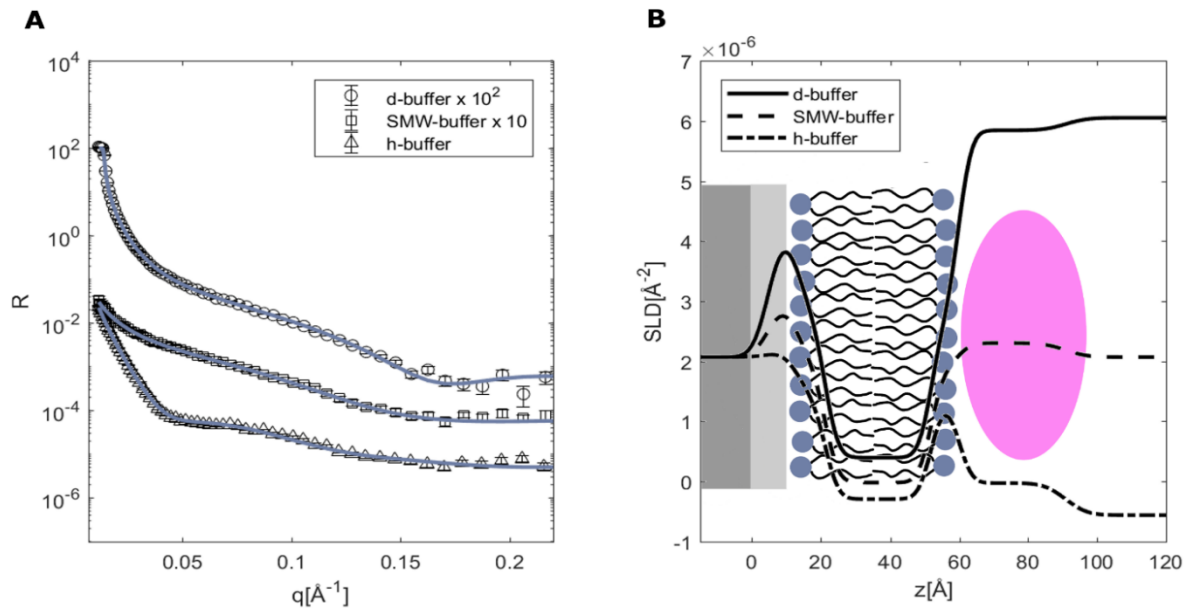 A
R
10^4
10^2
10^0
10^-2
10^-4
10^-6
d-buffer x 10^2
SMW-buffer x 10
h-buffer
0.05 0.1 0.15 0.2
q[Å^-1]
B
×10^-6
SLD[Å^-2]
7
6
5
4
3
2
1
0
-1
d-buffer
SMW-buffer
h-buffer
0 20 40 60 80 100 120
z[Å]